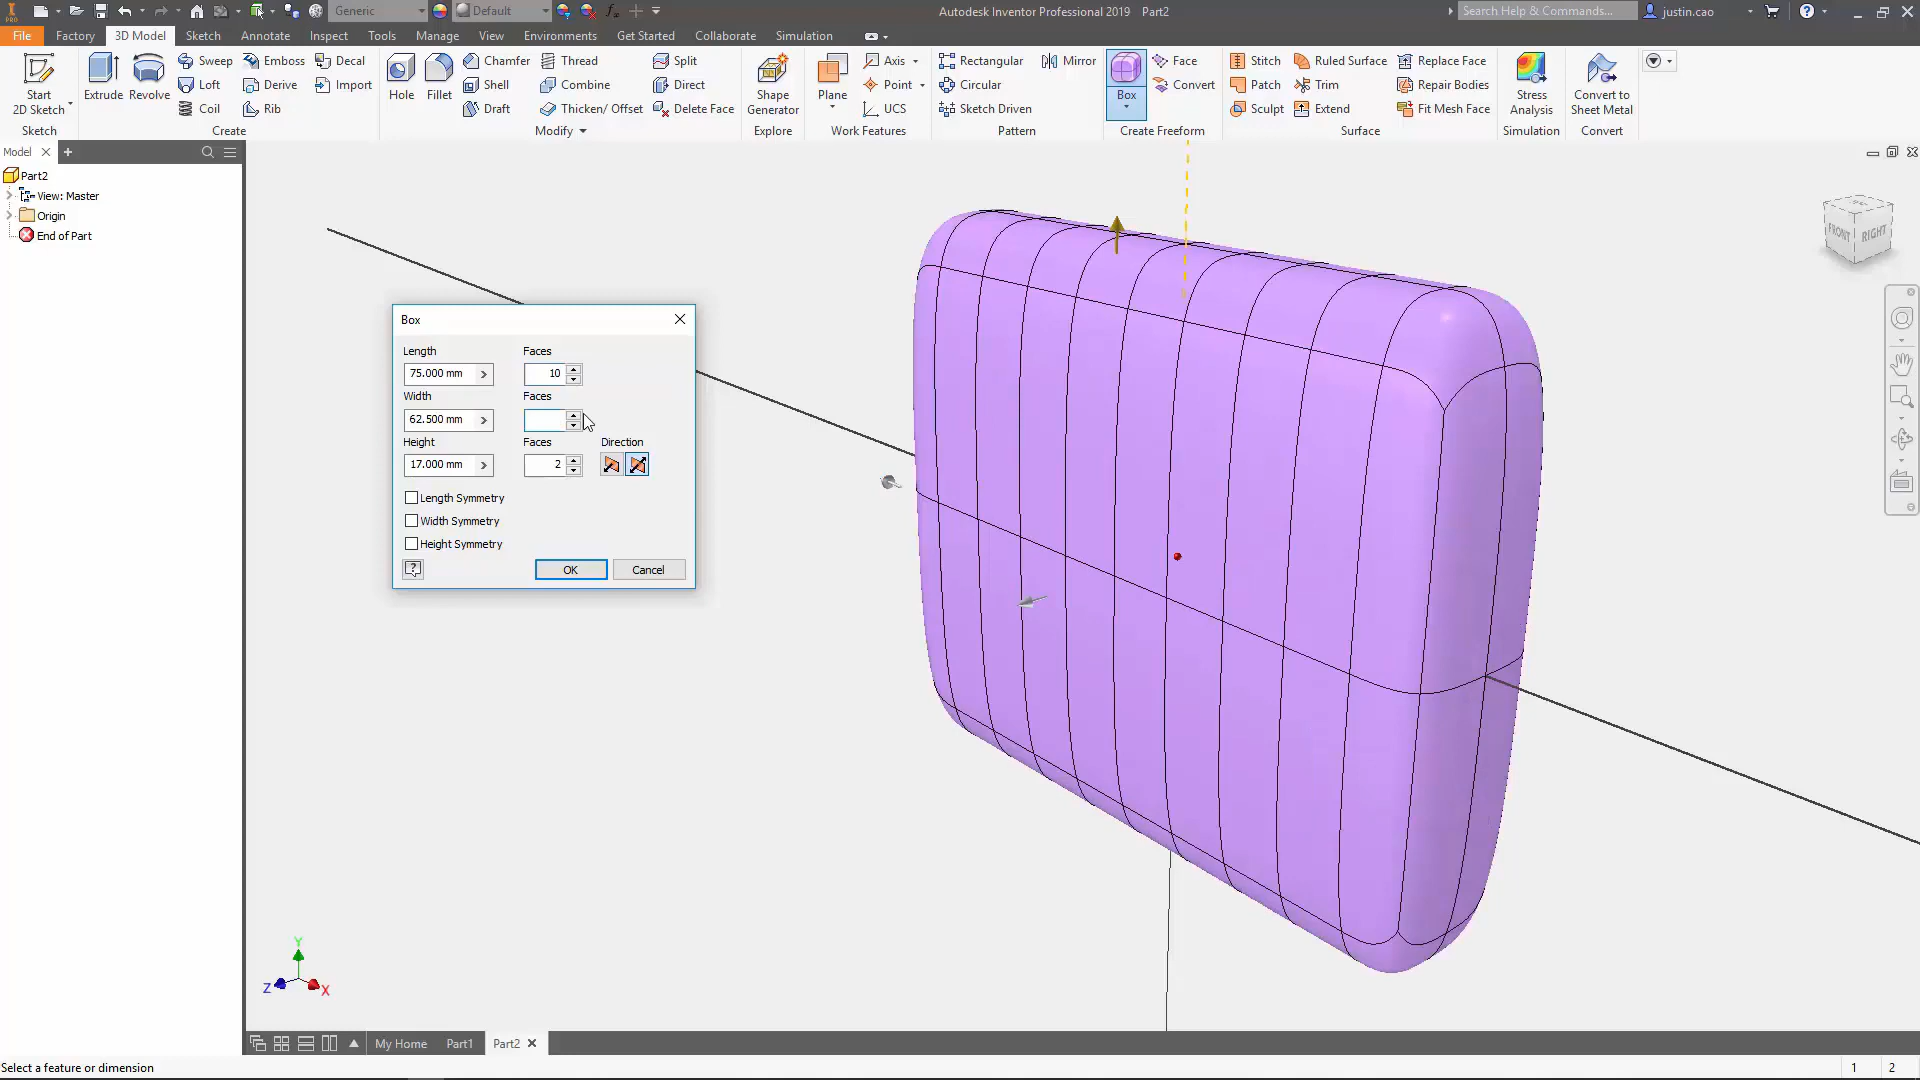 Generic
Default
Autodesk Inventor Professional 2019 Part2
Search Help & Commands...
justin.cao
PRO
File Factory 3D Model Sketch Annotate Inspect Tools Manage View Environments Get Started Collaborate Simulation
Start
2D Sketch
Sketch
Extrude
Revolve
Sweep
Loft
Coil
Emboss
Derive
Rib
Decal
Import
Create
Hole
Fillet
Chamfer
Shell
Draft
Thread
Combine
Thicken/ Offset
Split
Direct
Delete Face
Modify
Shape
Generator
Explore
Plane
Axis
Point
UCS
Work Features
Rectangular
Circular
Sketch Driven
Mirror
Pattern
Box
Face
Convert
Create Freeform
Stitch
Patch
Sculpt
Ruled Surface
Trim
Extend
Replace Face
Repair Bodies
Fit Mesh Face
Surface
Stress
Analysis
Simulation
Convert to
Sheet Metal
Convert
Model
Part2
View: Master
Origin
End of Part
Box
Length Faces
75.000 mm 10
Width Faces
62.500 mm
Height Faces Direction
17.000 mm 2
Length Symmetry
Width Symmetry
Height Symmetry
OK Cancel
FRONT RIGHT
Y
Z X
My Home Part1 Part2
Select a feature or dimension
1 2